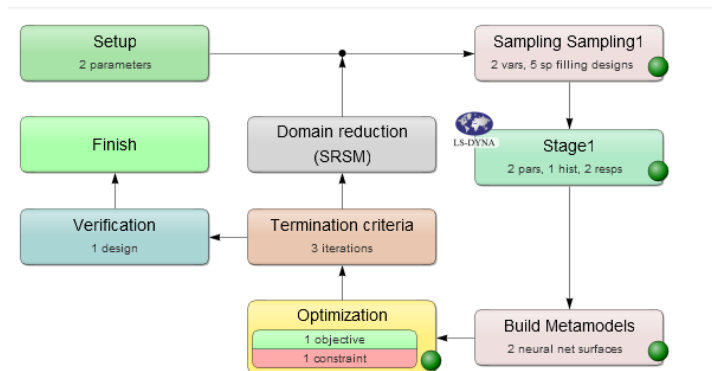 Setup
2 parameters
Sampling Sampling1
2 vars, 5 sp filling designs
Finish
Domain reduction
(SRSM)
LS-DYNA
Stage1
2 pars, 1 hist, 2 resps
Verification
1 design
Termination criteria
3 iterations
Optimization
1 objective
1 constraint
Build Metamodels
2 neural net surfaces